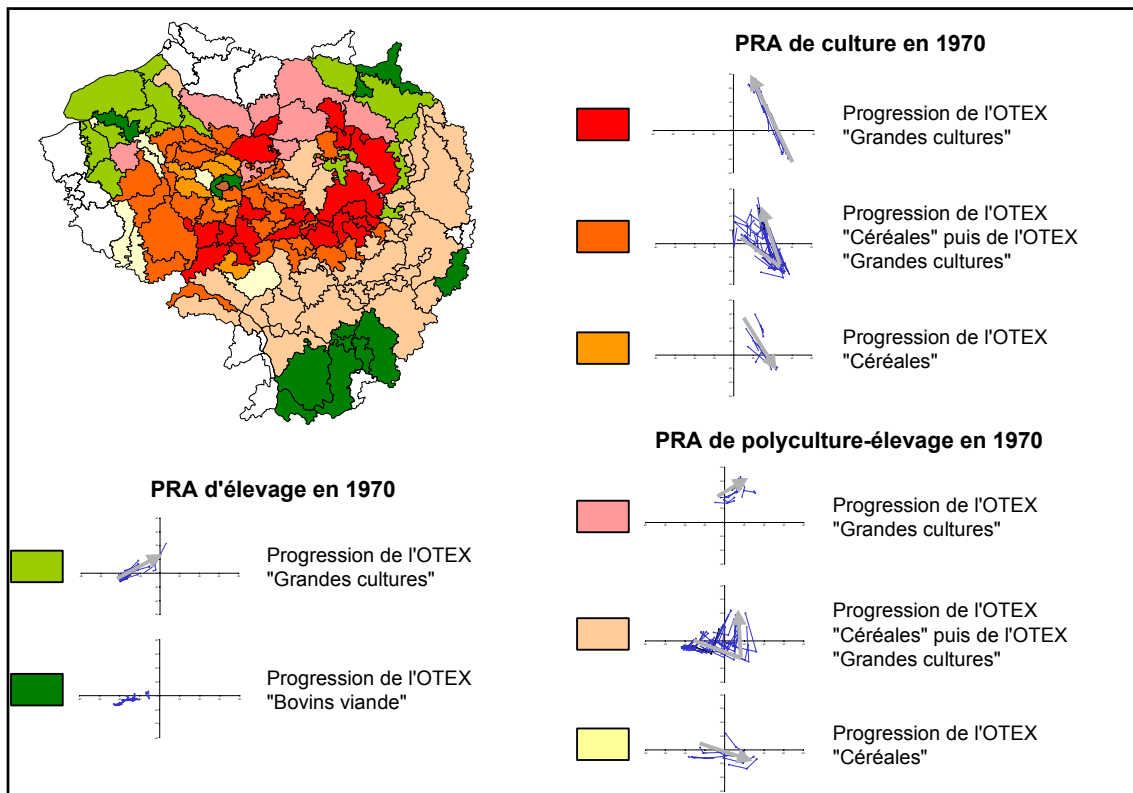 PRA de culture en 1970
Progression de l'OTEX
"Grandes cultures"
Progression de l'OTEX
"Céréales" puis de l'OTEX
"Grandes cultures"
Progression de l'OTEX
"Céréales"
PRA de polyculture-élevage en 1970
Progression de l'OTEX
"Grandes cultures"
Progression de l'OTEX
"Céréales" puis de l'OTEX
"Grandes cultures"
Progression de l'OTEX
"Céréales"
PRA d'élevage en 1970
Progression de l'OTEX
"Grandes cultures"
Progression de l'OTEX
"Bovins viande"